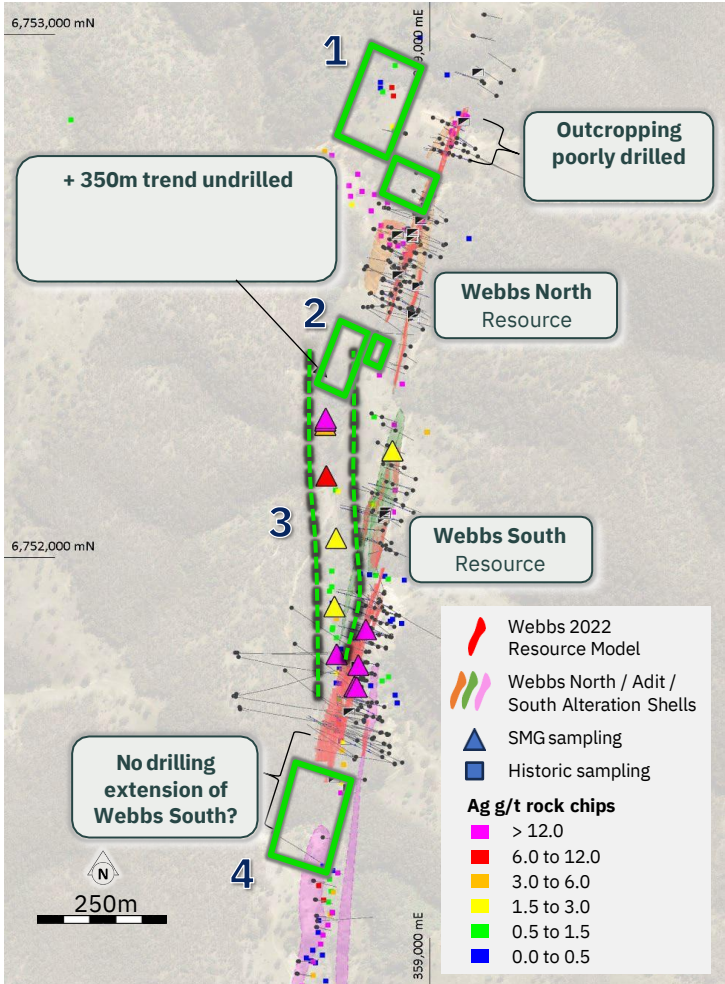 6,753,000 mN
359,000 mE
1
Outcropping
poorly drilled
+ 350m trend undrilled
Webbs North
Resource
2
3
6,752,000 mN
Webbs South
Resource
Webbs 2022
Resource Model
Webbs North / Adit /
South Alteration Shells
SMG sampling
Historic sampling
Ag g/t rock chips
> 12.0
6.0 to 12.0
3.0 to 6.0
1.5 to 3.0
0.5 to 1.5
0.0 to 0.5
No drilling
extension of
Webbs South?
4
N
250m
359,000 mE